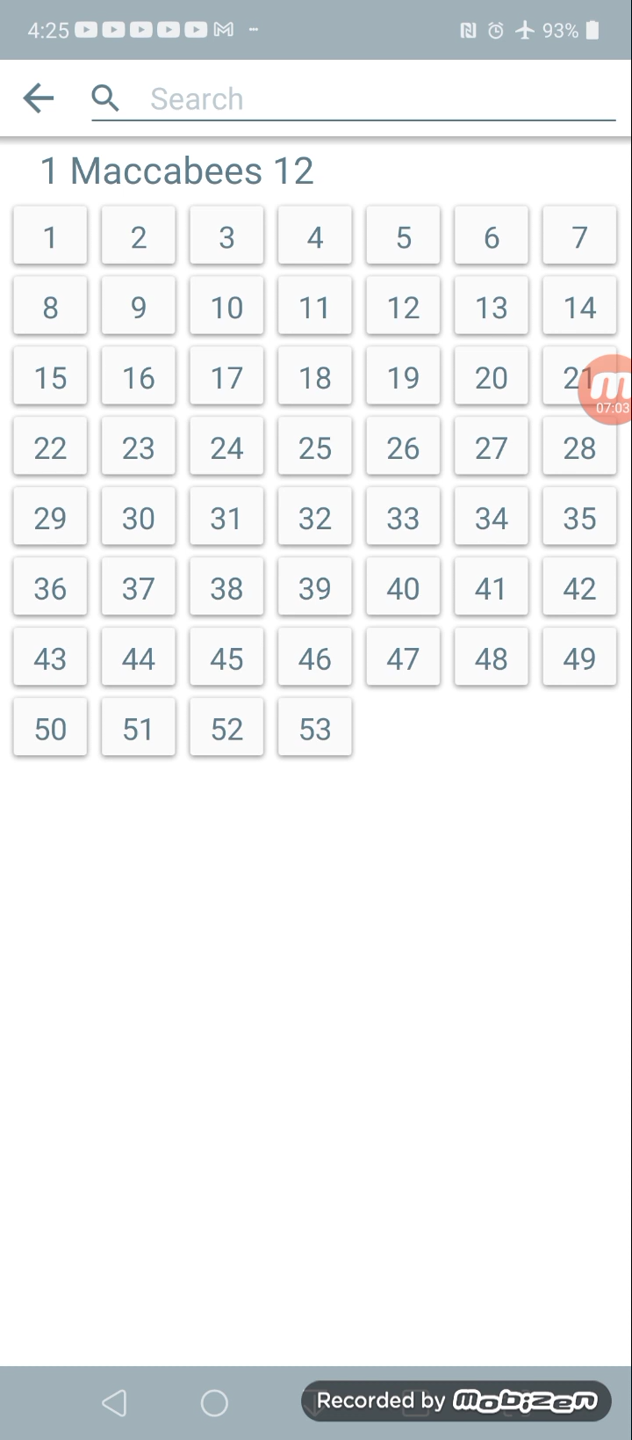 4:25 93%
Search
1 Maccabees 12
1 2 3 4 5 6 7
8 9 10 11 12 13 14
15 16 17 18 19 20 21
07:03
22 23 24 25 26 27 28
29 30 31 32 33 34 35
36 37 38 39 40 41 42
43 44 45 46 47 48 49
50 51 52 53
Recorded by mobizen